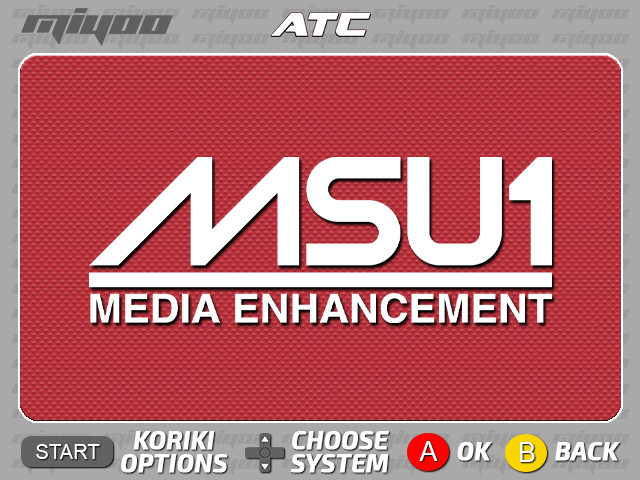 miyoo
ATC
MSU1
MEDIA ENHANCEMENT
START KORIKI OPTIONS CHOOSE SYSTEM A OK B BACK